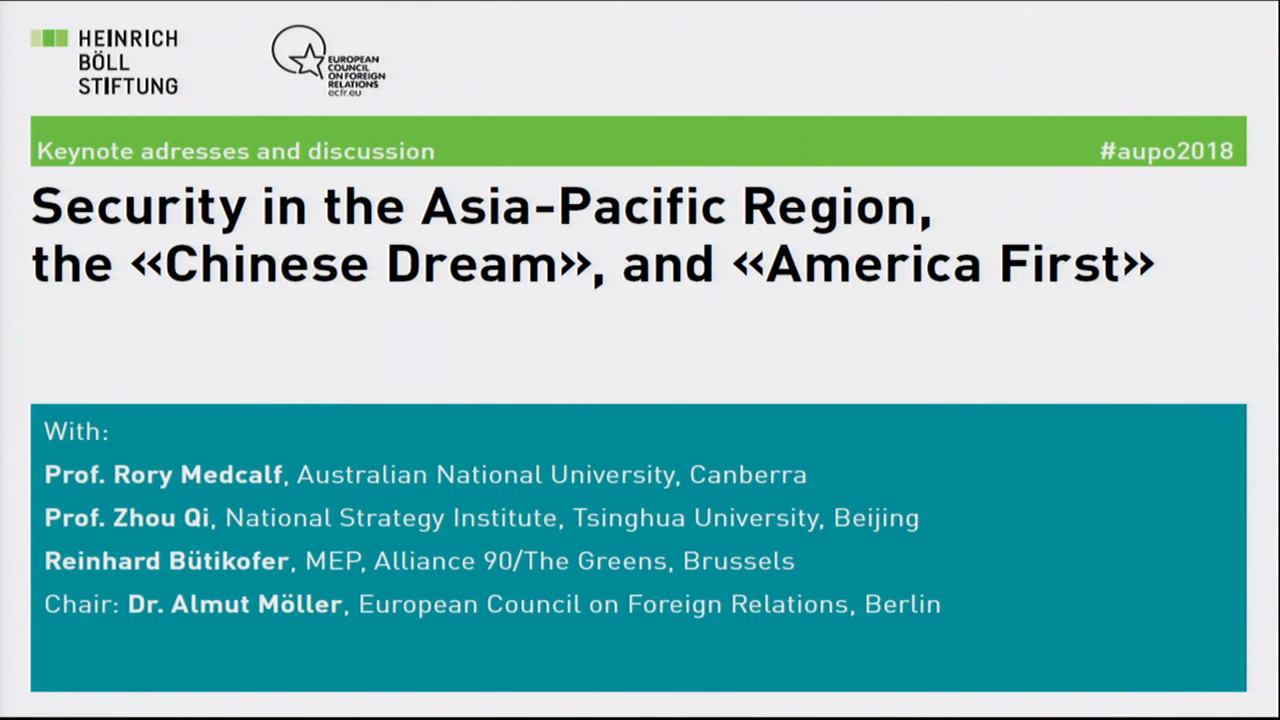 HEINRICH
BÖLL
STIFTUNG
EUROPEAN
COUNCIL
ON FOREIGN
RELATIONS
ecfr.eu
Keynote adresses and discussion
#aupo2018
Security in the Asia-Pacific Region,
the «Chinese Dream», and «America First»
With:
Prof. Rory Medcalf, Australian National University, Canberra
Prof. Zhou Qi, National Strategy Institute, Tsinghua University, Beijing
Reinhard Bütikofer, MEP, Alliance 90/The Greens, Brussels
Chair: Dr. Almut Möller, European Council on Foreign Relations, Berlin